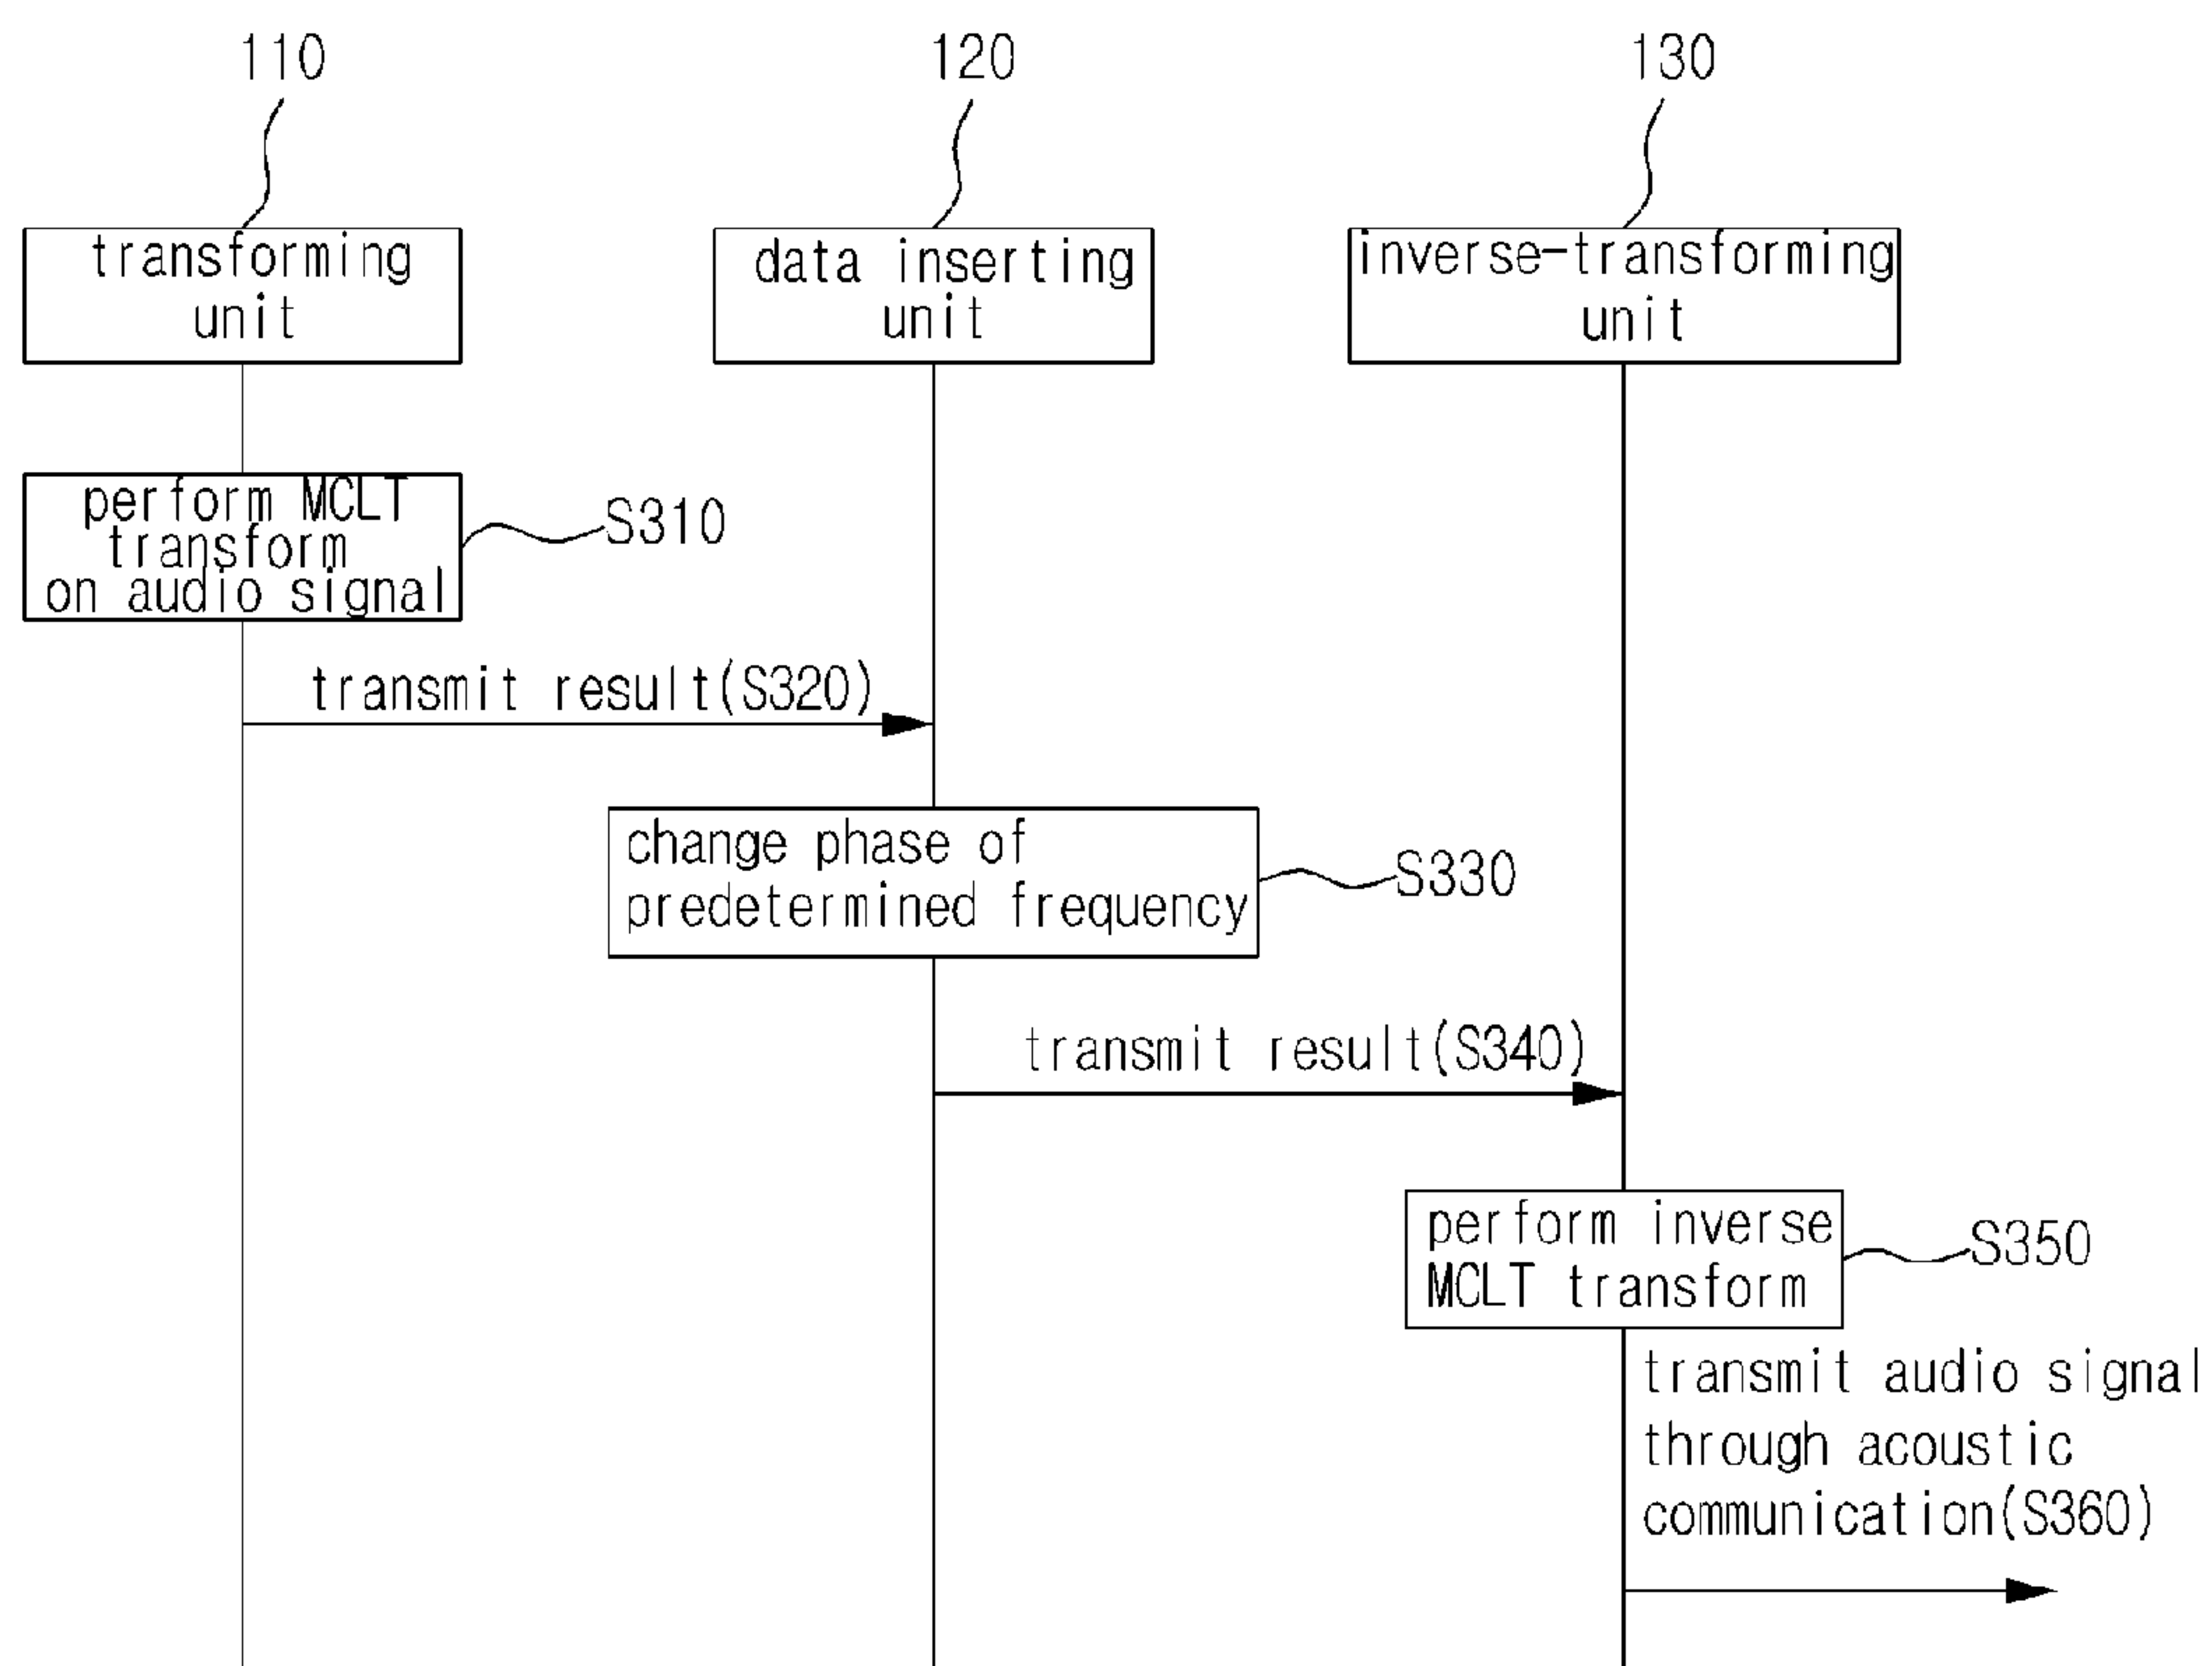 110
120
130
transforming
unit
data inserting
unit
inverse-transforming
unit
perform MCLT
transform
on audio signal
S310
transmit result(S320)
change phase of
predetermined frequency
S330
transmit result(S340)
perform inverse
MCLT transform
S350
transmit audio signal
through acoustic
communication(S360)